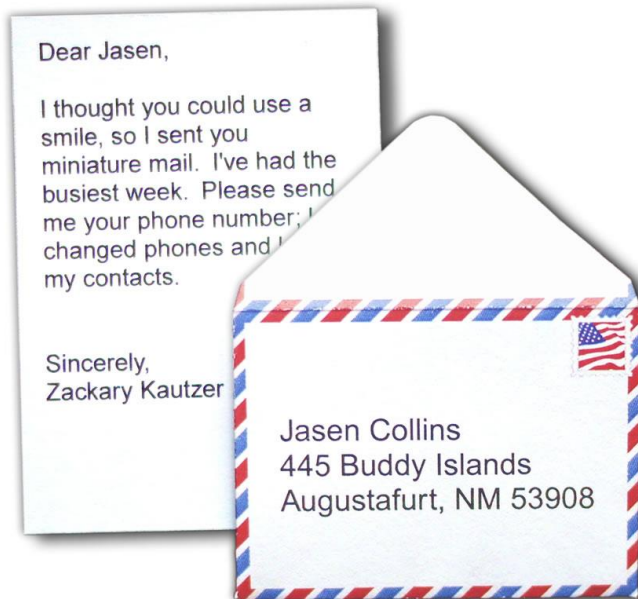 Dear Jasen,
I thought you could use a
smile, so I sent you
miniature mail. I've had the
busiest week. Please send
me your phone number;
changed phones and
my contacts.
Sincerely,
Zackary Kautzer
Jasen Collins
445 Buddy Islands
Augustafurt, NM 53908